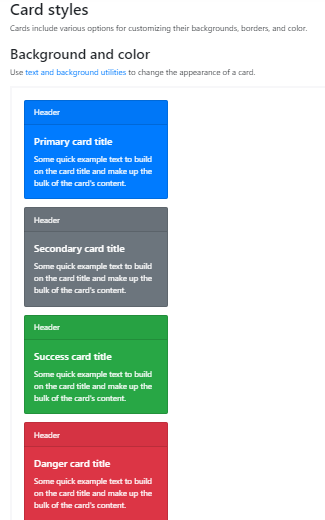 Card styles
Cards include various options for customizing their backgrounds, borders, and color.
Background and color
Use text and background utilities to change the appearance of a card.
Header
Primary card title
Some quick example text to build
on the card title and make up the
bulk of the card's content.
Header
Secondary card title
Some quick example text to build
on the card title and make up the
bulk of the card's content.
Header
Success card title
Some quick example text to build
on the card title and make up the
bulk of the card's content.
Header
Danger card title
Some quick example text to build
on the card title and make up the
bulk of the card's content.